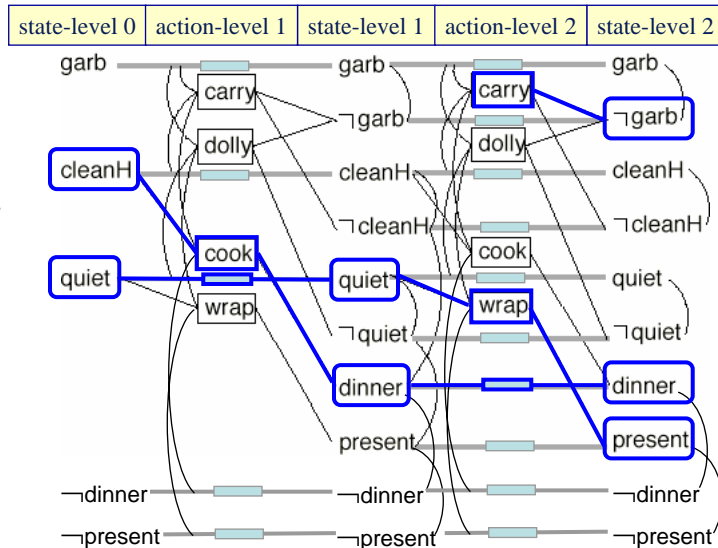 state-level 0 action-level 1 state-level 1 action-level 2 state-level 2
garb garb garb
carry carry
¬garb ¬garb
dolly dolly
cleanH cleanH cleanH
¬cleanH ¬cleanH
cook cook
quiet quiet quiet
wrap wrap
¬quiet ¬quiet
dinner dinner
present present
¬dinner ¬dinner ¬dinner
¬present ¬present ¬present